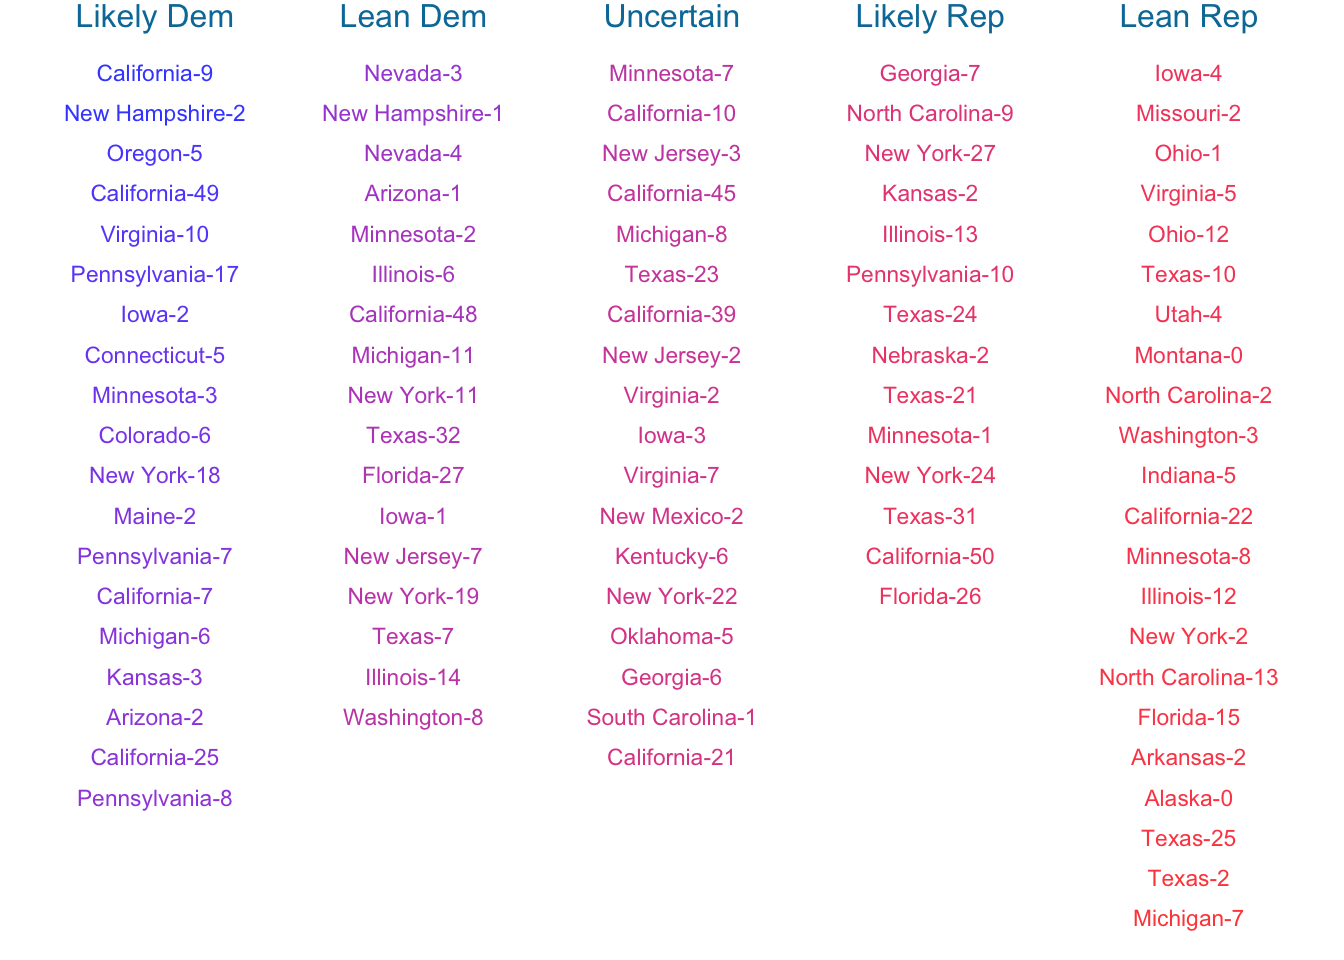 Likely Dem Lean Dem Uncertain Likely Rep Lean Rep
California-9 Nevada-3 Minnesota-7 Georgia-7 Iowa-4
New Hampshire-2 New Hampshire-1 California-10 North Carolina-9 Missouri-2
Oregon-5 Nevada-4 New Jersey-3 New York-27 Ohio-1
California-49 Arizona-1 California-45 Kansas-2 Virginia-5
Virginia-10 Minnesota-2 Michigan-8 Illinois-13 Ohio-12
Pennsylvania-17 Illinois-6 Texas-23 Pennsylvania-10 Texas-10
Iowa-2 California-48 California-39 Texas-24 Utah-4
Connecticut-5 Michigan-11 New Jersey-2 Nebraska-2 Montana-0
Minnesota-3 New York-11 Virginia-2 Texas-21 North Carolina-2
Colorado-6 Texas-32 Iowa-3 Minnesota-1 Washington-3
New York-18 Florida-27 Virginia-7 New York-24 Indiana-5
Maine-2 Iowa-1 New Mexico-2 Texas-31 California-22
Pennsylvania-7 New Jersey-7 Kentucky-6 California-50 Minnesota-8
California-7 New York-19 New York-22 Florida-26 Illinois-12
Michigan-6 Texas-7 Oklahoma-5 New York-2
Kansas-3 Illinois-14 Georgia-6 North Carolina-13
Arizona-2 Washington-8 South Carolina-1 Florida-15
California-25 California-21 Arkansas-2
Pennsylvania-8 Alaska-0
Texas-25
Texas-2
Michigan-7